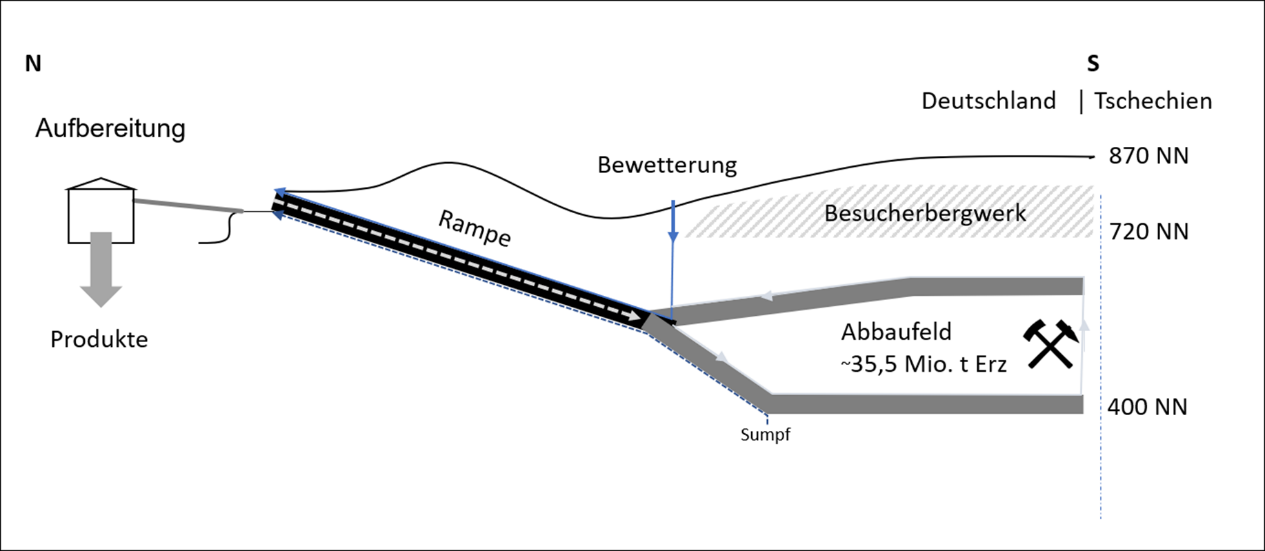 N
S
Deutschland | Tschechien
Aufbereitung
870 NN
Bewetterung
Besucherbergwerk
Rampe
720 NN
Produkte
Abbaufeld
~35,5 Mio. t Erz
400 NN
Sumpf